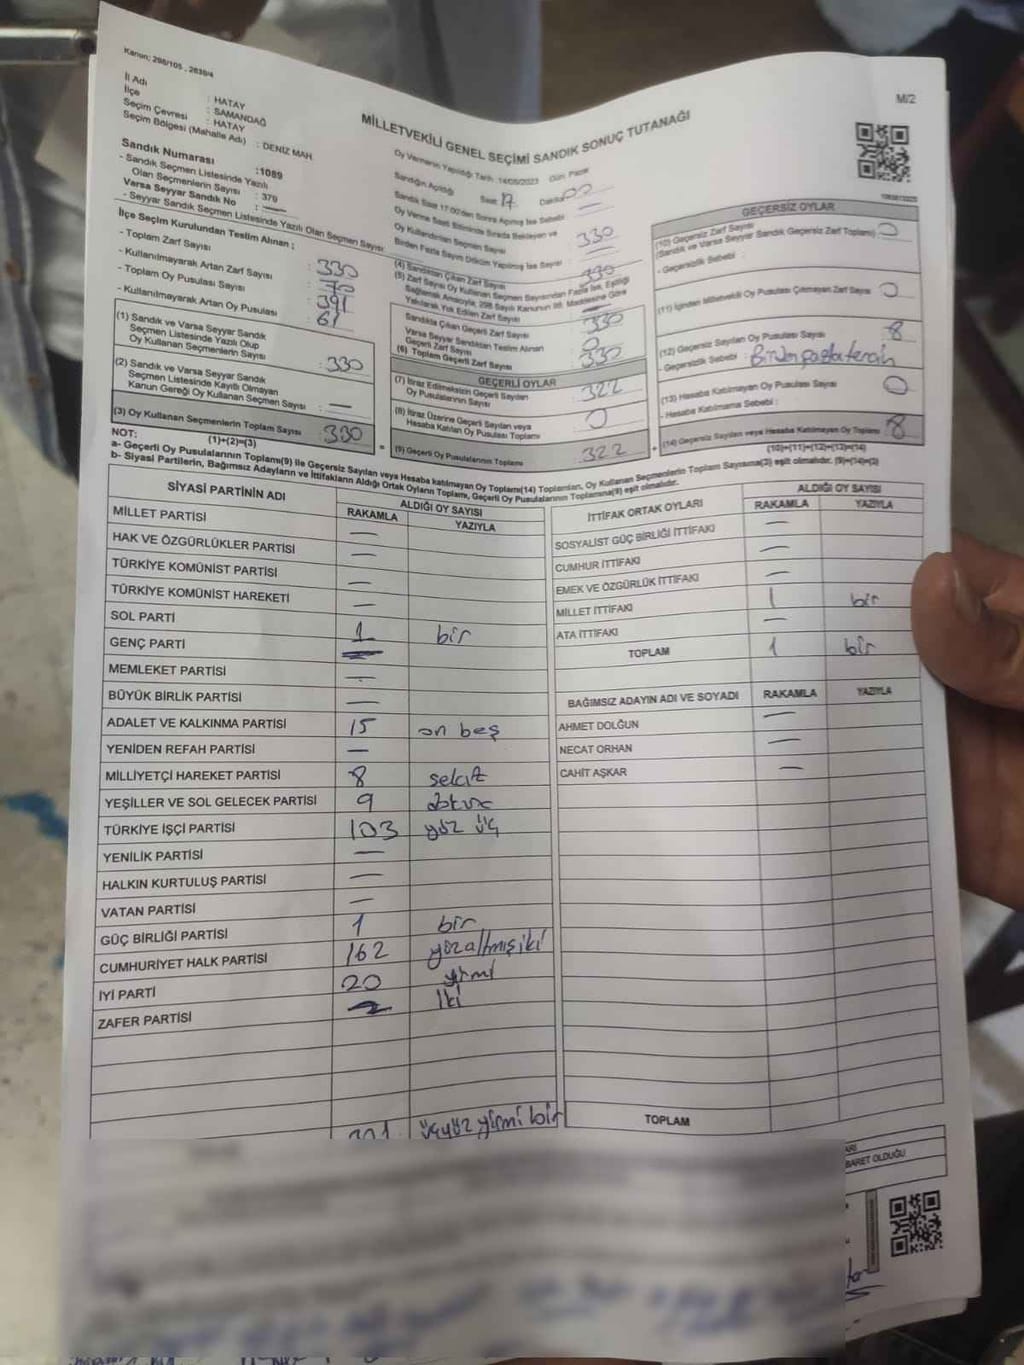 Kanun; 298/105 , 2839/4
M/2
İl Adı : HATAY
İlçe : SAMANDAĞ
Seçim Çevresi : HATAY
Seçim Bölgesi (Mahalle Adı) : DENİZ MAH
MİLLETVEKİLİ GENEL SEÇİMİ SANDIK SONUÇ TUTANAĞI
Sandık Numarası :1089
- Sandık Seçmen Listesinde Yazılı Olan Seçmenlerin Sayısı : 379
Varsa Seyyar Sandık No : —
- Seyyar Sandık Seçmen Listesinde Yazılı Olan Seçmen Sayısı
Oy Vermenin Yapıldığı Tarih :14/05/2023 Gün: Pazar
Sandığın Açıldığı Saat 17 Dakika 00
Sandık Saat 17:00'den Sonra Açılmış İse Sebebi : —
Oy Verme Saati Bitiminde Sırada Bekleyen ve
Oy Kullandırılan Seçmen Sayısı 330
Birden Fazla Sayım Döküm Yapılmış İse Sayısı : —
İlçe Seçim Kurulundan Teslim Alınan ;
- Toplam Zarf Sayısı : 330
- Kullanılmayarak Artan Zarf Sayısı : 70
- Toplam Oy Pusulası Sayısı : 391
- Kullanılmayarak Artan Oy Pusulası : 61
(1) Sandık ve Varsa Seyyar Sandık
Seçmen Listesinde Yazılı Olup
Oy Kullanan Seçmenlerin Sayısı : 330
(2) Sandık ve Varsa Seyyar Sandık
Seçmen Listesinde Kayıtlı Olmayan
Kanun Gereği Oy Kullanan Seçmen Sayısı : —
(3) Oy Kullanan Seçmenlerin Toplam Sayısı : 330
(1)+(2)=(3)
(4) Sandıktan Çıkan Zarf Sayısı : 330
(5) Zarf Sayısı Oy Kullanan Seçmen Sayısından Fazla İse, Eşitliği
Sağlamak Amacıyla; 298 Sayılı Kanunun 98. Maddesine Göre
Yakılarak Yok Edilen Zarf Sayısı : —
Sandıkta Çıkan Geçerli Zarf Sayısı : 330
Varsa Seyyar Sandıktan Teslim Alınan
Geçerli Zarf Sayısı : 0
(6) Toplam Geçerli Zarf Sayısı : 330
GEÇERLİ OYLAR
(7) İtiraz Edilmeksizin Geçerli Sayılan
Oy Pusulalarının Sayısı : 322
(8) İtiraz Üzerine Geçerli Sayılan veya
Hesaba Katılan Oy Pusulası Toplamı : 0
= (9) Geçerli Oy Pusulalarının Toplamı : 322 +
GEÇERSİZ OYLAR
(10) Geçersiz Zarf Sayısı
(Sandık ve Varsa Seyyar Sandık Geçersiz Zarf Toplamı) : 0
- Geçersizlik Sebebi :
(11) İçinden Milletvekili Oy Pusulası Çıkmayan Zarf Sayısı : 0
(12) Geçersiz Sayılan Oy Pusulası Sayısı : 8
- Geçersizlik Sebebi : Birden fazla tercih
(13) Hesaba Katılmayan Oy Pusulası Sayısı : 0
- Hesaba Katılmama Sebebi :
(14) Geçersiz Sayılan veya Hesaba Katılmayan Oy Toplamı : 8
(10)+(11)+(12)+(13)=(14)
NOT:
a- Geçerli Oy Pusulalarının Toplamı(9) ile Geçersiz Sayılan veya Hesaba katılmayan Oy Toplam(14) Toplamları, Oy Kullanan Seçmenlerin Toplam Sayısına(3) eşit olmalıdır. (9)+(14)=(3)
b- Siyasi Partilerin, Bağımsız Adayların ve İttifakların Aldığı Ortak Oyların Toplamı, Geçerli Oy Pusulalarının Toplamına(9) eşit olmalıdır.
SİYASİ PARTİNİN ADI ALDIĞI OY SAYISI
RAKAMLA YAZIYLA
MİLLET PARTİSİ —
HAK VE ÖZGÜRLÜKLER PARTİSİ —
TÜRKİYE KOMÜNİST PARTİSİ —
TÜRKİYE KOMÜNİST HAREKETİ —
SOL PARTİ 1 bir
GENÇ PARTİ —
MEMLEKET PARTİSİ —
BÜYÜK BİRLİK PARTİSİ —
ADALET VE KALKINMA PARTİSİ 15 on beş
YENİDEN REFAH PARTİSİ —
MİLLİYETÇİ HAREKET PARTİSİ 8 sekiz
YEŞİLLER VE SOL GELECEK PARTİSİ 9 dokuz
TÜRKİYE İŞÇİ PARTİSİ 103 yüz üç
YENİLİK PARTİSİ —
HALKIN KURTULUŞ PARTİSİ —
VATAN PARTİSİ —
GÜÇ BİRLİĞİ PARTİSİ 1 bir
CUMHURİYET HALK PARTİSİ 162 yüzaltmışiki
İYİ PARTİ 20 yirmi
ZAFER PARTİSİ 2 iki
321 üçyüz yirmi bir
İTTİFAK ORTAK OYLARI ALDIĞI OY SAYISI
RAKAMLA YAZIYLA
SOSYALİST GÜÇ BİRLİĞİ İTTİFAKI —
CUMHUR İTTİFAKI —
EMEK VE ÖZGÜRLÜK İTTİFAKI —
MİLLET İTTİFAKI 1 bir
ATA İTTİFAKI —
TOPLAM 1 bir
BAĞIMSIZ ADAYIN ADI VE SOYADI RAKAMLA YAZIYLA
AHMET DOLĞUN —
NECAT ORHAN —
CAHİT AŞKAR —
TOPLAM
BARET OLDUĞU